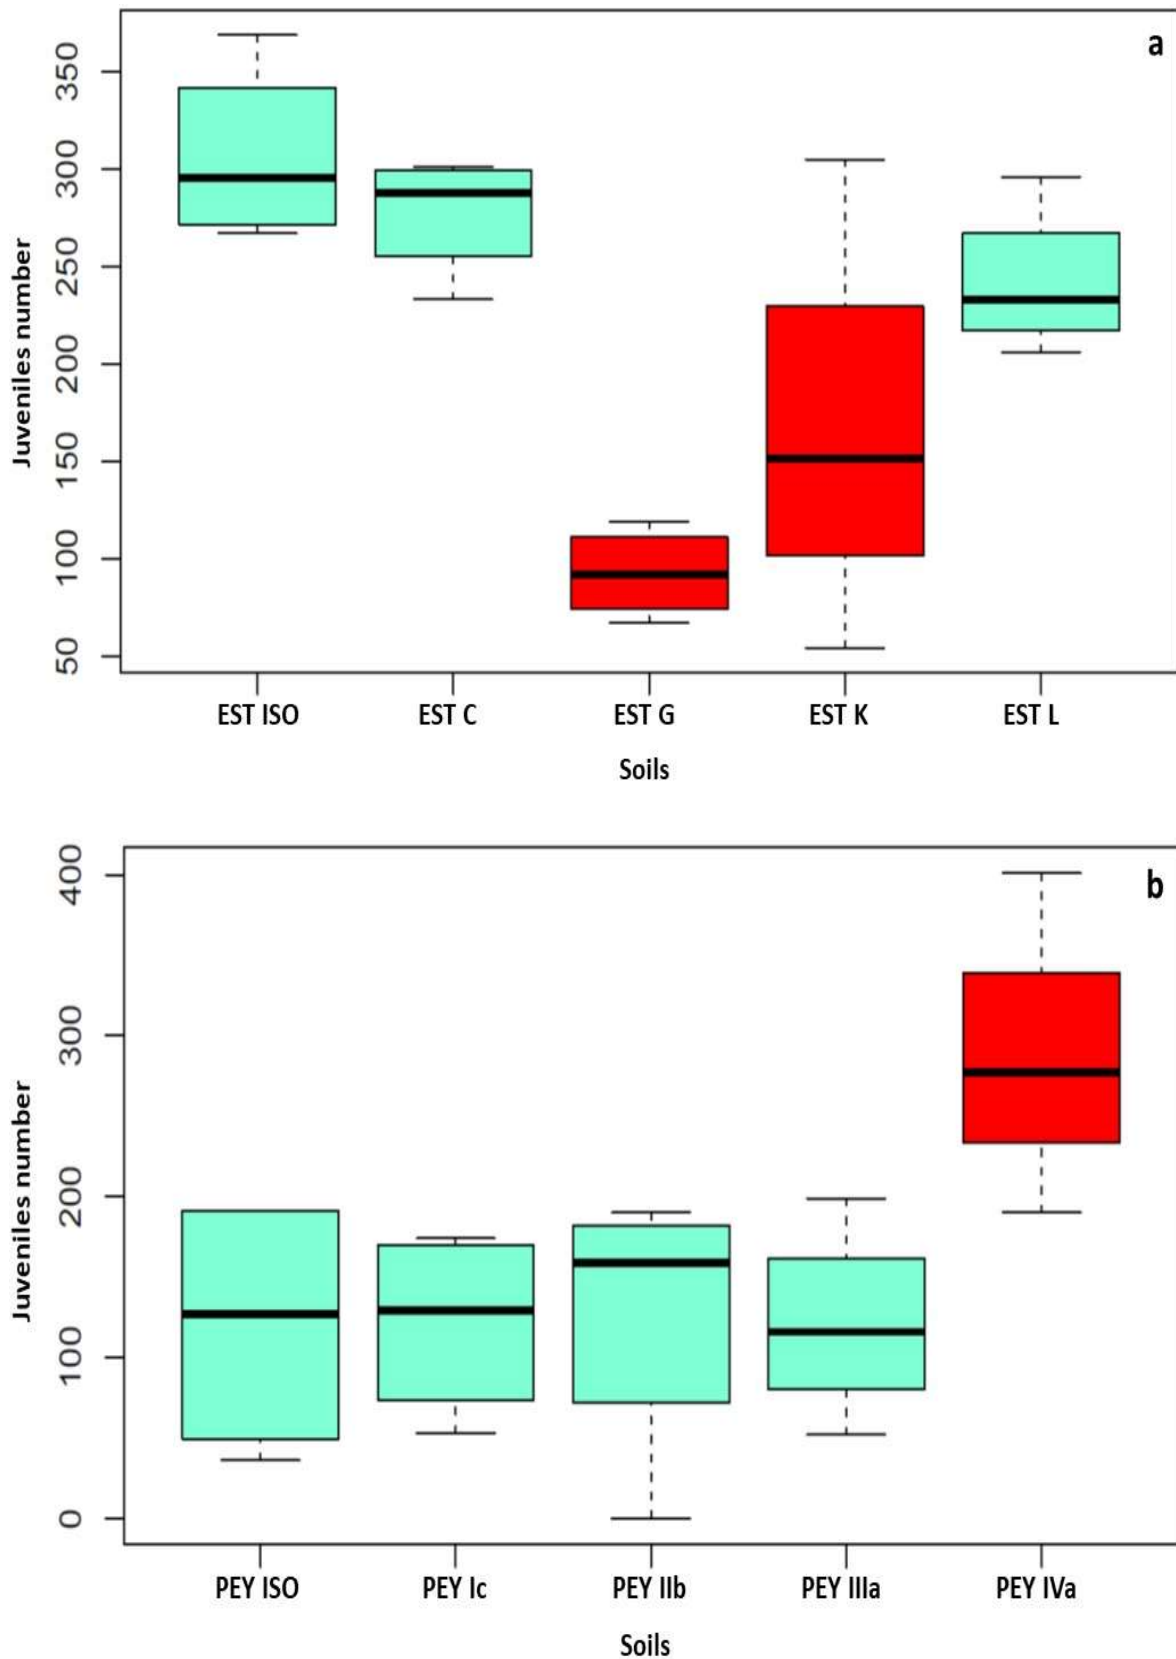 a
350
300
250
200
150
100
50
Juveniles number
EST ISO EST C EST G EST K EST L
Soils
b
400
300
200
100
0
Juveniles number
PEY ISO PEY Ic PEY IIb PEY IIIa PEY IVa
Soils